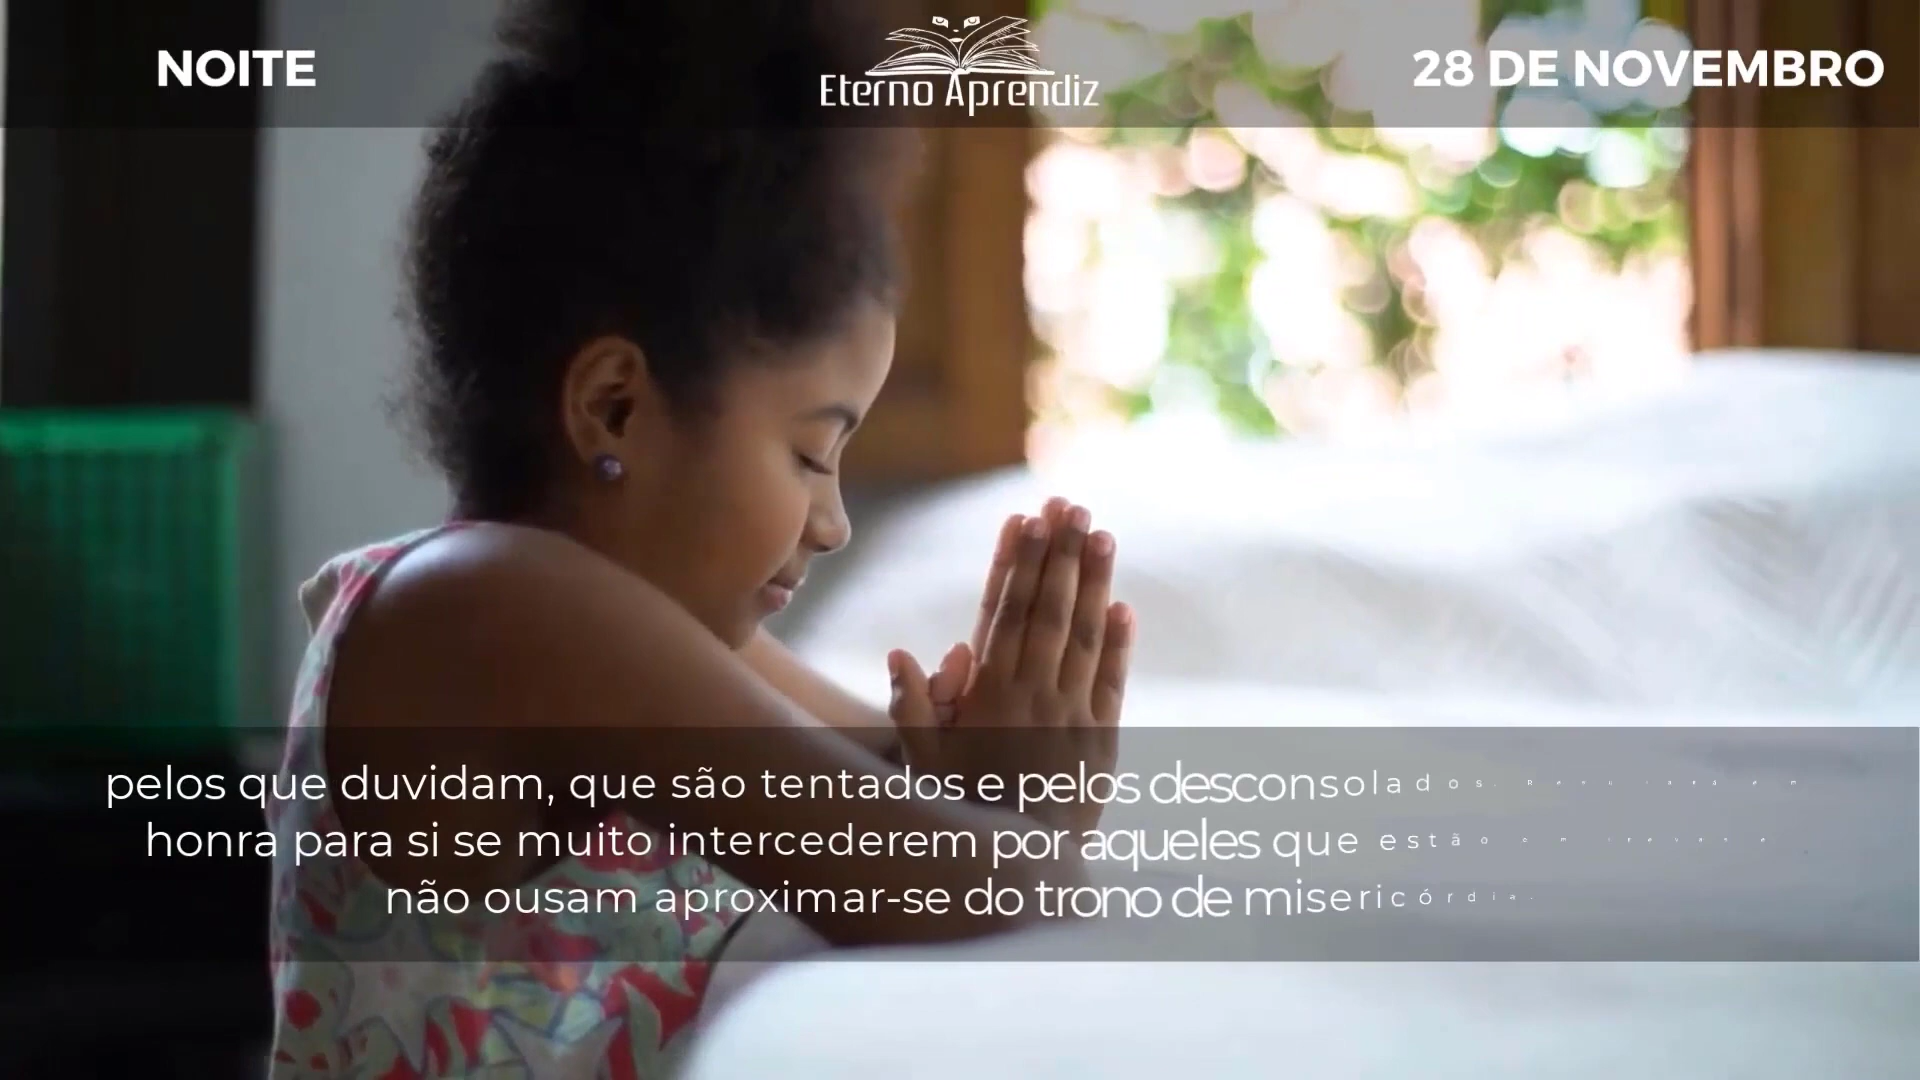 NOITE
Eterno Aprendiz
28 DE NOVEMBRO
pelos que duvidam, que são tentados e pelos desconsolados.
honra para si se muito intercederem por aqueles que estão em
não ousam aproximar-se do trono de misericórdia.